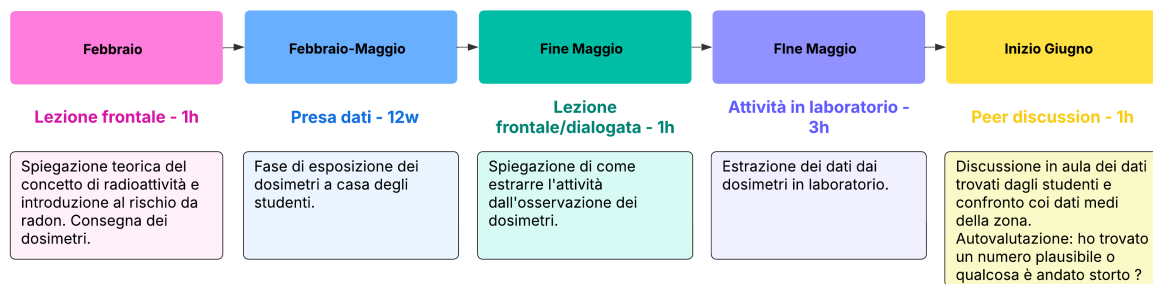 Febbraio
Febbraio-Maggio
Fine Maggio
FIne Maggio
Inizio Giugno
Lezione frontale - 1h
Presa dati - 12w
Lezione
frontale/dialogata - 1h
Attività in laboratorio -
3h
Peer discussion - 1h
Spiegazione teorica del
concetto di radioattività e
introduzione al rischio da
radon. Consegna dei
dosimetri.
Fase di esposizione dei
dosimetri a casa degli
studenti.
Spiegazione di come
estrarre l'attività
dall'osservazione dei
dosimetri.
Estrazione dei dati dai
dosimetri in laboratorio.
Discussione in aula dei dati
trovati dagli studenti e
confronto coi dati medi
della zona.
Autovalutazione: ho trovato
un numero plausibile o
qualcosa è andato storto ?